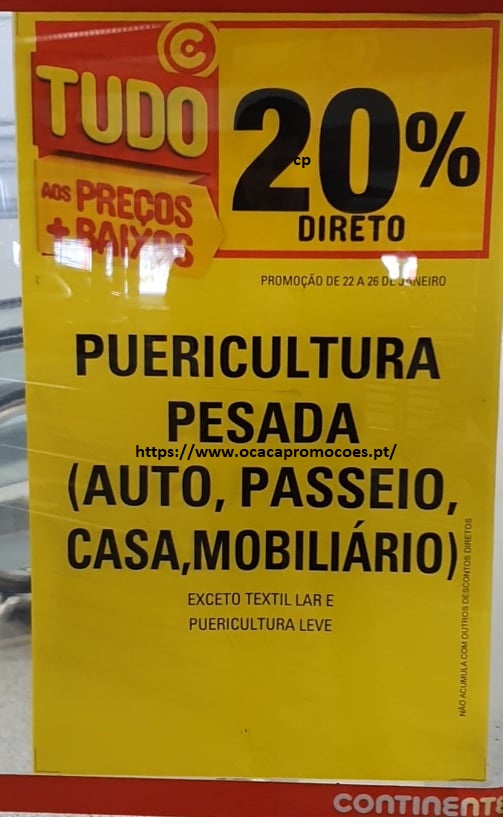 C
TUDO
AOS PREÇOS
+ BAIXOS
20%
cp
DIRETO
PROMOÇÃO DE 22 A 26 DE JANEIRO
PUERICULTURA
PESADA
https://www.ocacapromocoes.pt/
(AUTO, PASSEIO,
CASA,MOBILIÁRIO)
EXCETO TEXTIL LAR E
PUERICULTURA LEVE
NÃO ACUMULA COM OUTROS DESCONTOS DIRETOS
CONTINENTE